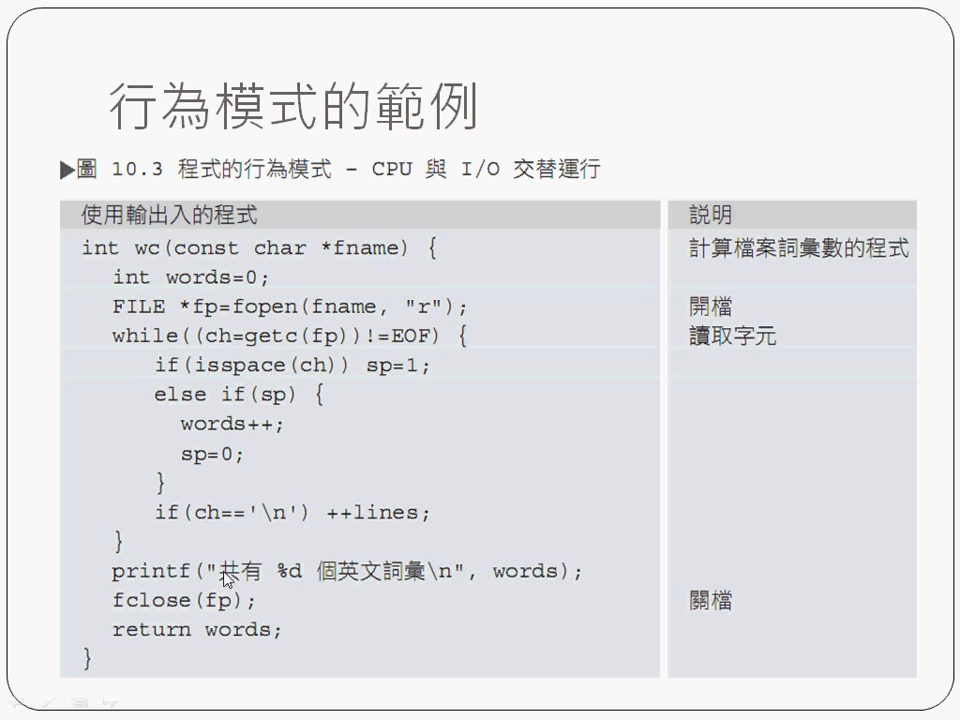 行為模式的範例
▶圖 10.3 程式的行為模式 – CPU 與 I/O 交替運行
使用輸出入的程式 説明
int wc(const char *fname) { 計算檔案詞彙數的程式
int words=0;
FILE *fp=fopen(fname, "r"); 開檔
while((ch=getc(fp))!=EOF) { 讀取字元
if(isspace(ch)) sp=1;
else if(sp) {
words++;
sp=0;
}
if(ch=='\n') ++lines;
}
printf("共有 %d 個英文詞彙\n", words);
fclose(fp); 關檔
return words;
}